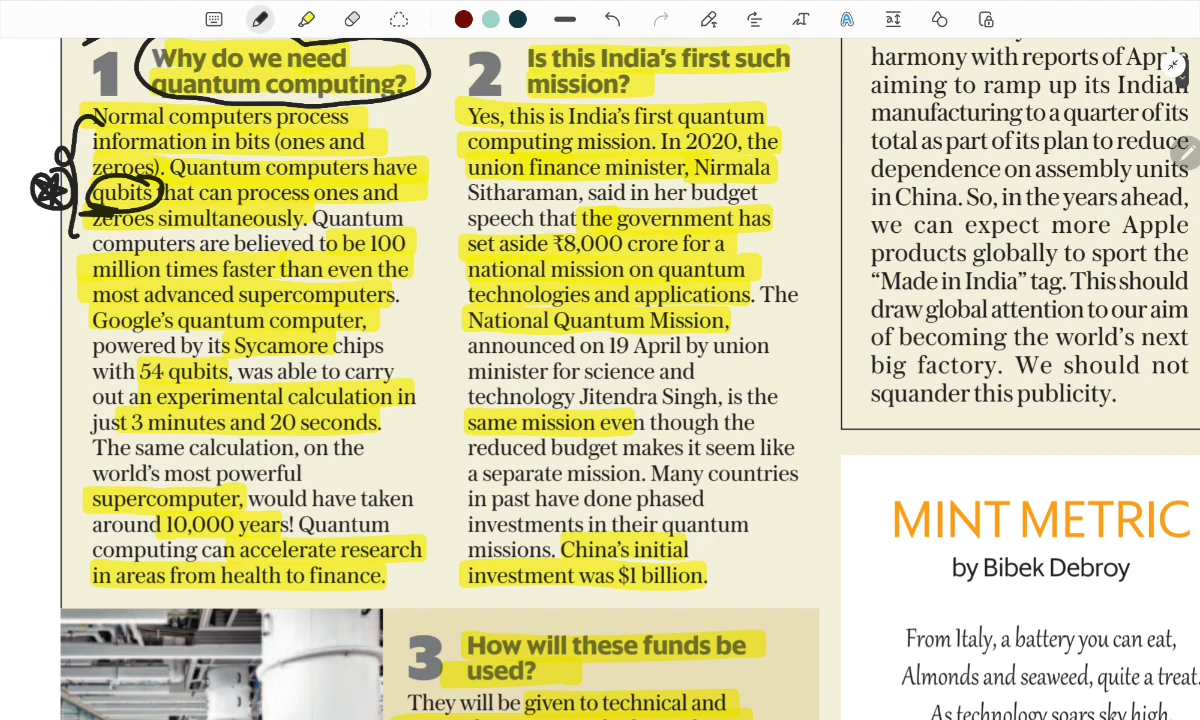 1 Why do we need
quantum computing?
Normal computers process
information in bits (ones and
zeroes). Quantum computers have
qubits that can process ones and
zeroes simultaneously. Quantum
computers are believed to be 100
million times faster than even the
most advanced supercomputers.
Google's quantum computer,
powered by its Sycamore chips
with 54 qubits, was able to carry
out an experimental calculation in
just 3 minutes and 20 seconds.
The same calculation, on the
world's most powerful
supercomputer, would have taken
around 10,000 years! Quantum
computing can accelerate research
in areas from health to finance.
2 Is this India's first such
mission?
Yes, this is India's first quantum
computing mission. In 2020, the
union finance minister, Nirmala
Sitharaman, said in her budget
speech that the government has
set aside ₹8,000 crore for a
national mission on quantum
technologies and applications. The
National Quantum Mission,
announced on 19 April by union
minister for science and
technology Jitendra Singh, is the
same mission even though the
reduced budget makes it seem like
a separate mission. Many countries
in past have done phased
investments in their quantum
missions. China's initial
investment was $1 billion.
3 How will these funds be
used?
They will be given to technical and
harmony with reports of Apple
aiming to ramp up its Indian
manufacturing to a quarter of its
total as part of its plan to reduce
dependence on assembly units
in China. So, in the years ahead,
we can expect more Apple
products globally to sport the
“Made in India” tag. This should
draw global attention to our aim
of becoming the world's next
big factory. We should not
squander this publicity.
MINT METRIC
by Bibek Debroy
From Italy, a battery you can eat,
Almonds and seaweed, quite a treat.
As technology soars sky high,